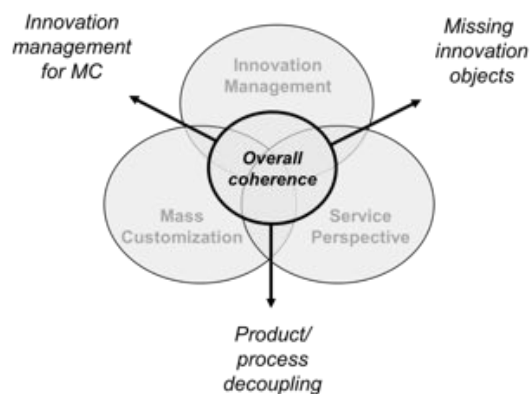 Innovation
management
for MC
Missing
innovation
objects
Innovation
Management
Overall
coherence
Mass
Customization
Service
Perspective
Product/
process
decoupling